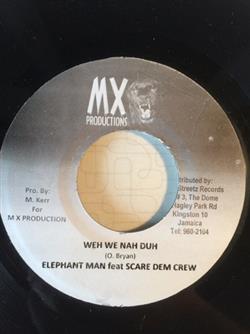 MX
PRODUCTIONS
Pro. By:
M. Kerr
For
M X PRODUCTION
tributed by:
Streetz Records
# 3, The Dome
Hagley Park Rd
Kingston 10
Jamaica
Tel: 960-2104
WEH WE NAH DUH
(O. Bryan)
ELEPHANT MAN feat SCARE DEM CREW